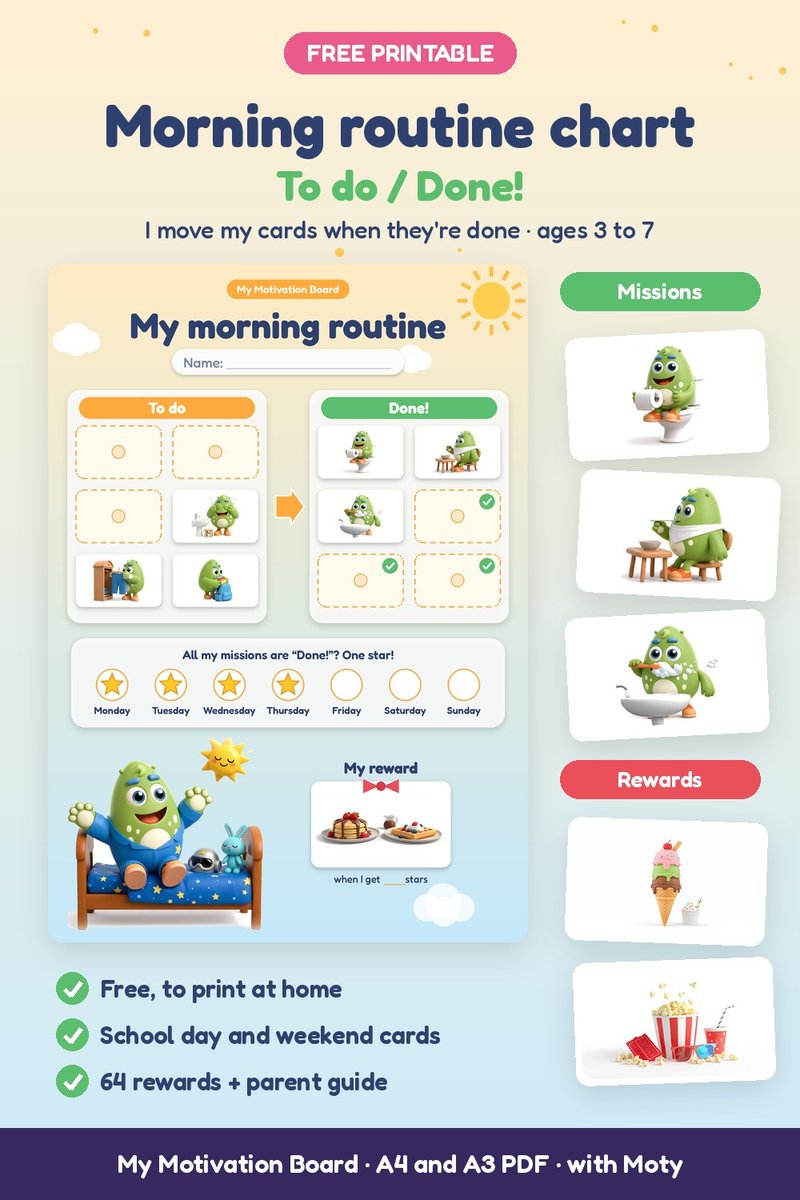 FREE PRINTABLE
Morning routine chart
To do / Done!
I move my cards when they're done · ages 3 to 7
My Motivation Board
My morning routine
Name:
To do
Done!
All my missions are “Done!”? One star!
Monday Tuesday Wednesday Thursday Friday Saturday Sunday
My reward
when I get ____ stars
Missions
Rewards
Free, to print at home
School day and weekend cards
64 rewards + parent guide
My Motivation Board · A4 and A3 PDF · with Moty